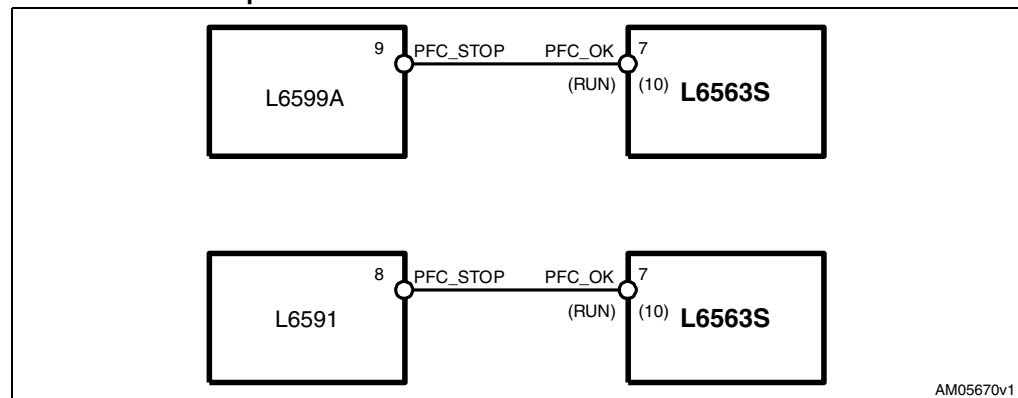 9 PFC_STOP PFC_OK 7
(RUN) (10) L6563S
L6599A
8 PFC_STOP PFC_OK 7
(RUN) (10) L6563S
L6591
AM05670v1